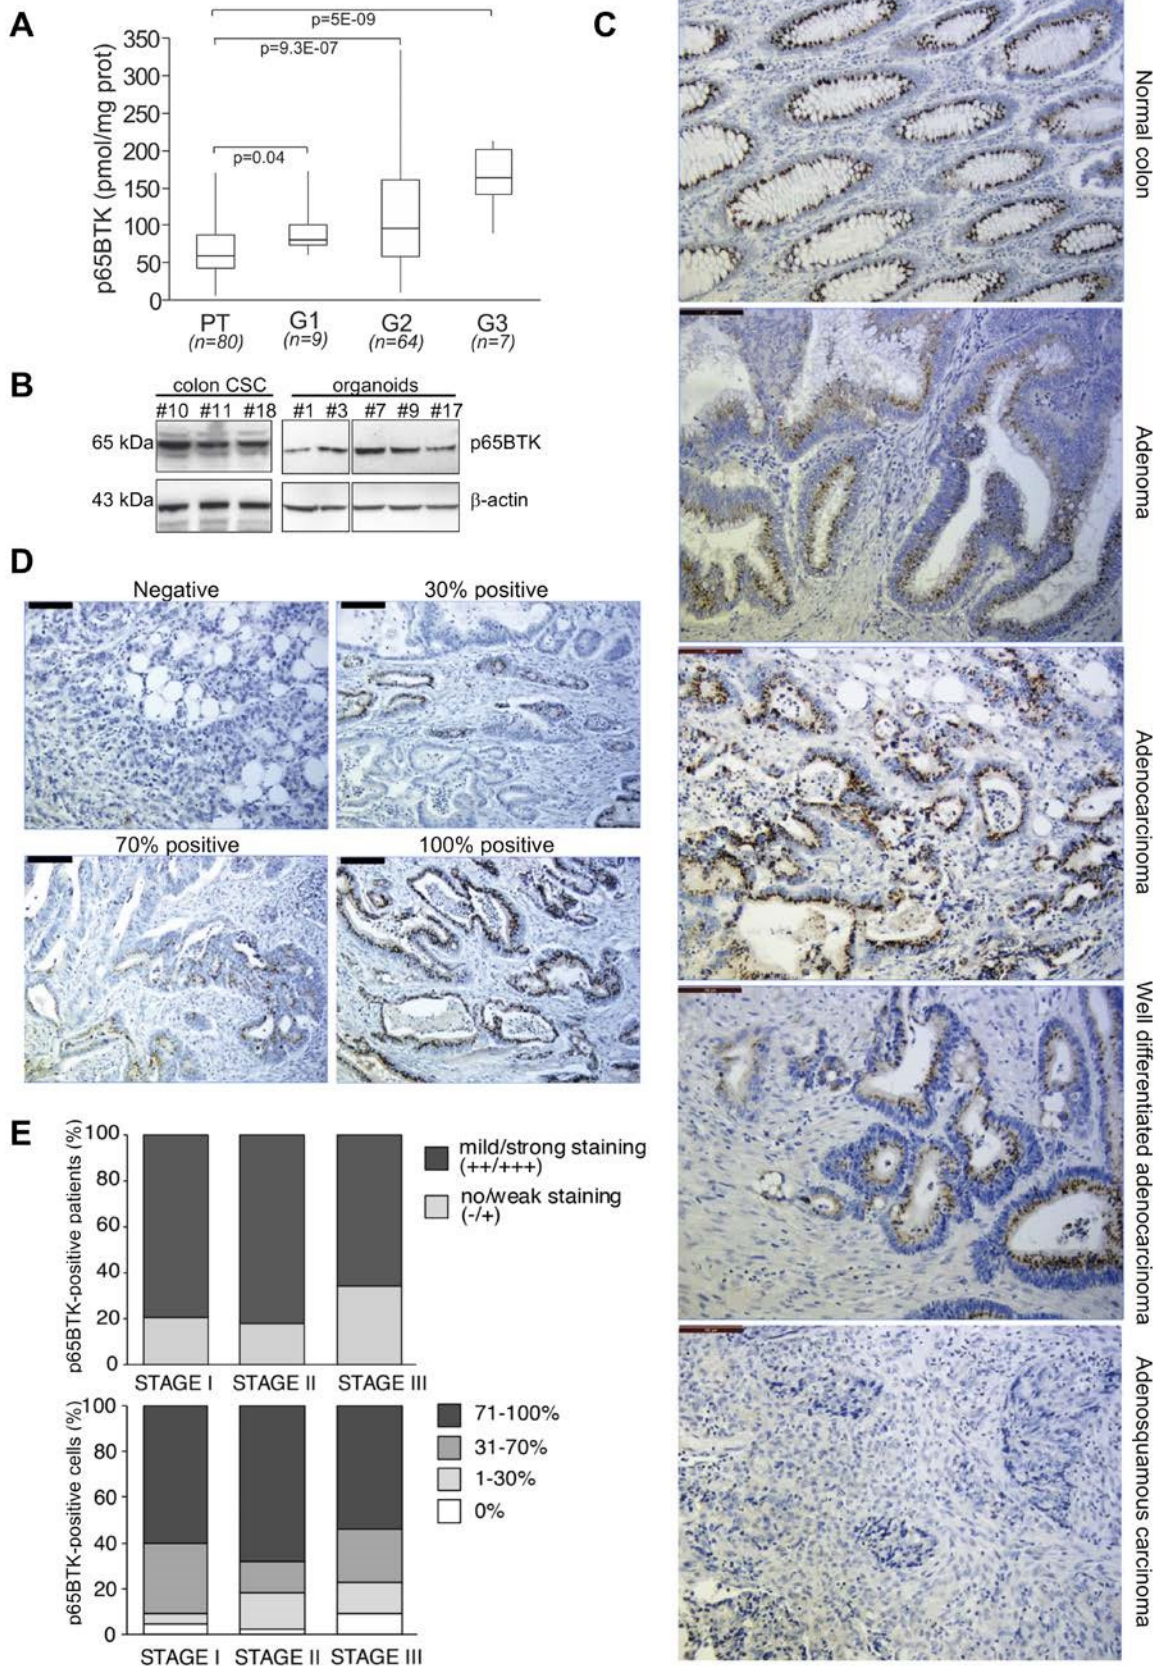 A
p=5E-09
p=9.3E-07
p=0.04
p65BTK (pmol/mg prot)
350
300
250
200
150
100
50
0
PT G1 G2 G3
(n=80) (n=9) (n=64) (n=7)
B
colon CSC organoids
#10 #11 #18 #1 #3 #7 #9 #17
65 kDa p65BTK
43 kDa β-actin
C
Normal colon
Adenoma
Adenocarcinoma
Well differentiated adenocarcinoma
Adenosquamous carcinoma
D
Negative 30% positive
70% positive 100% positive
E
p65BTK-positive patients (%)
100
80
60
40
20
0
STAGE I STAGE II STAGE III
mild/strong staining
(++/+++)
no/weak staining
(-/+)
p65BTK-positive cells (%)
100
80
60
40
20
0
STAGE I STAGE II STAGE III
71-100%
31-70%
1-30%
0%